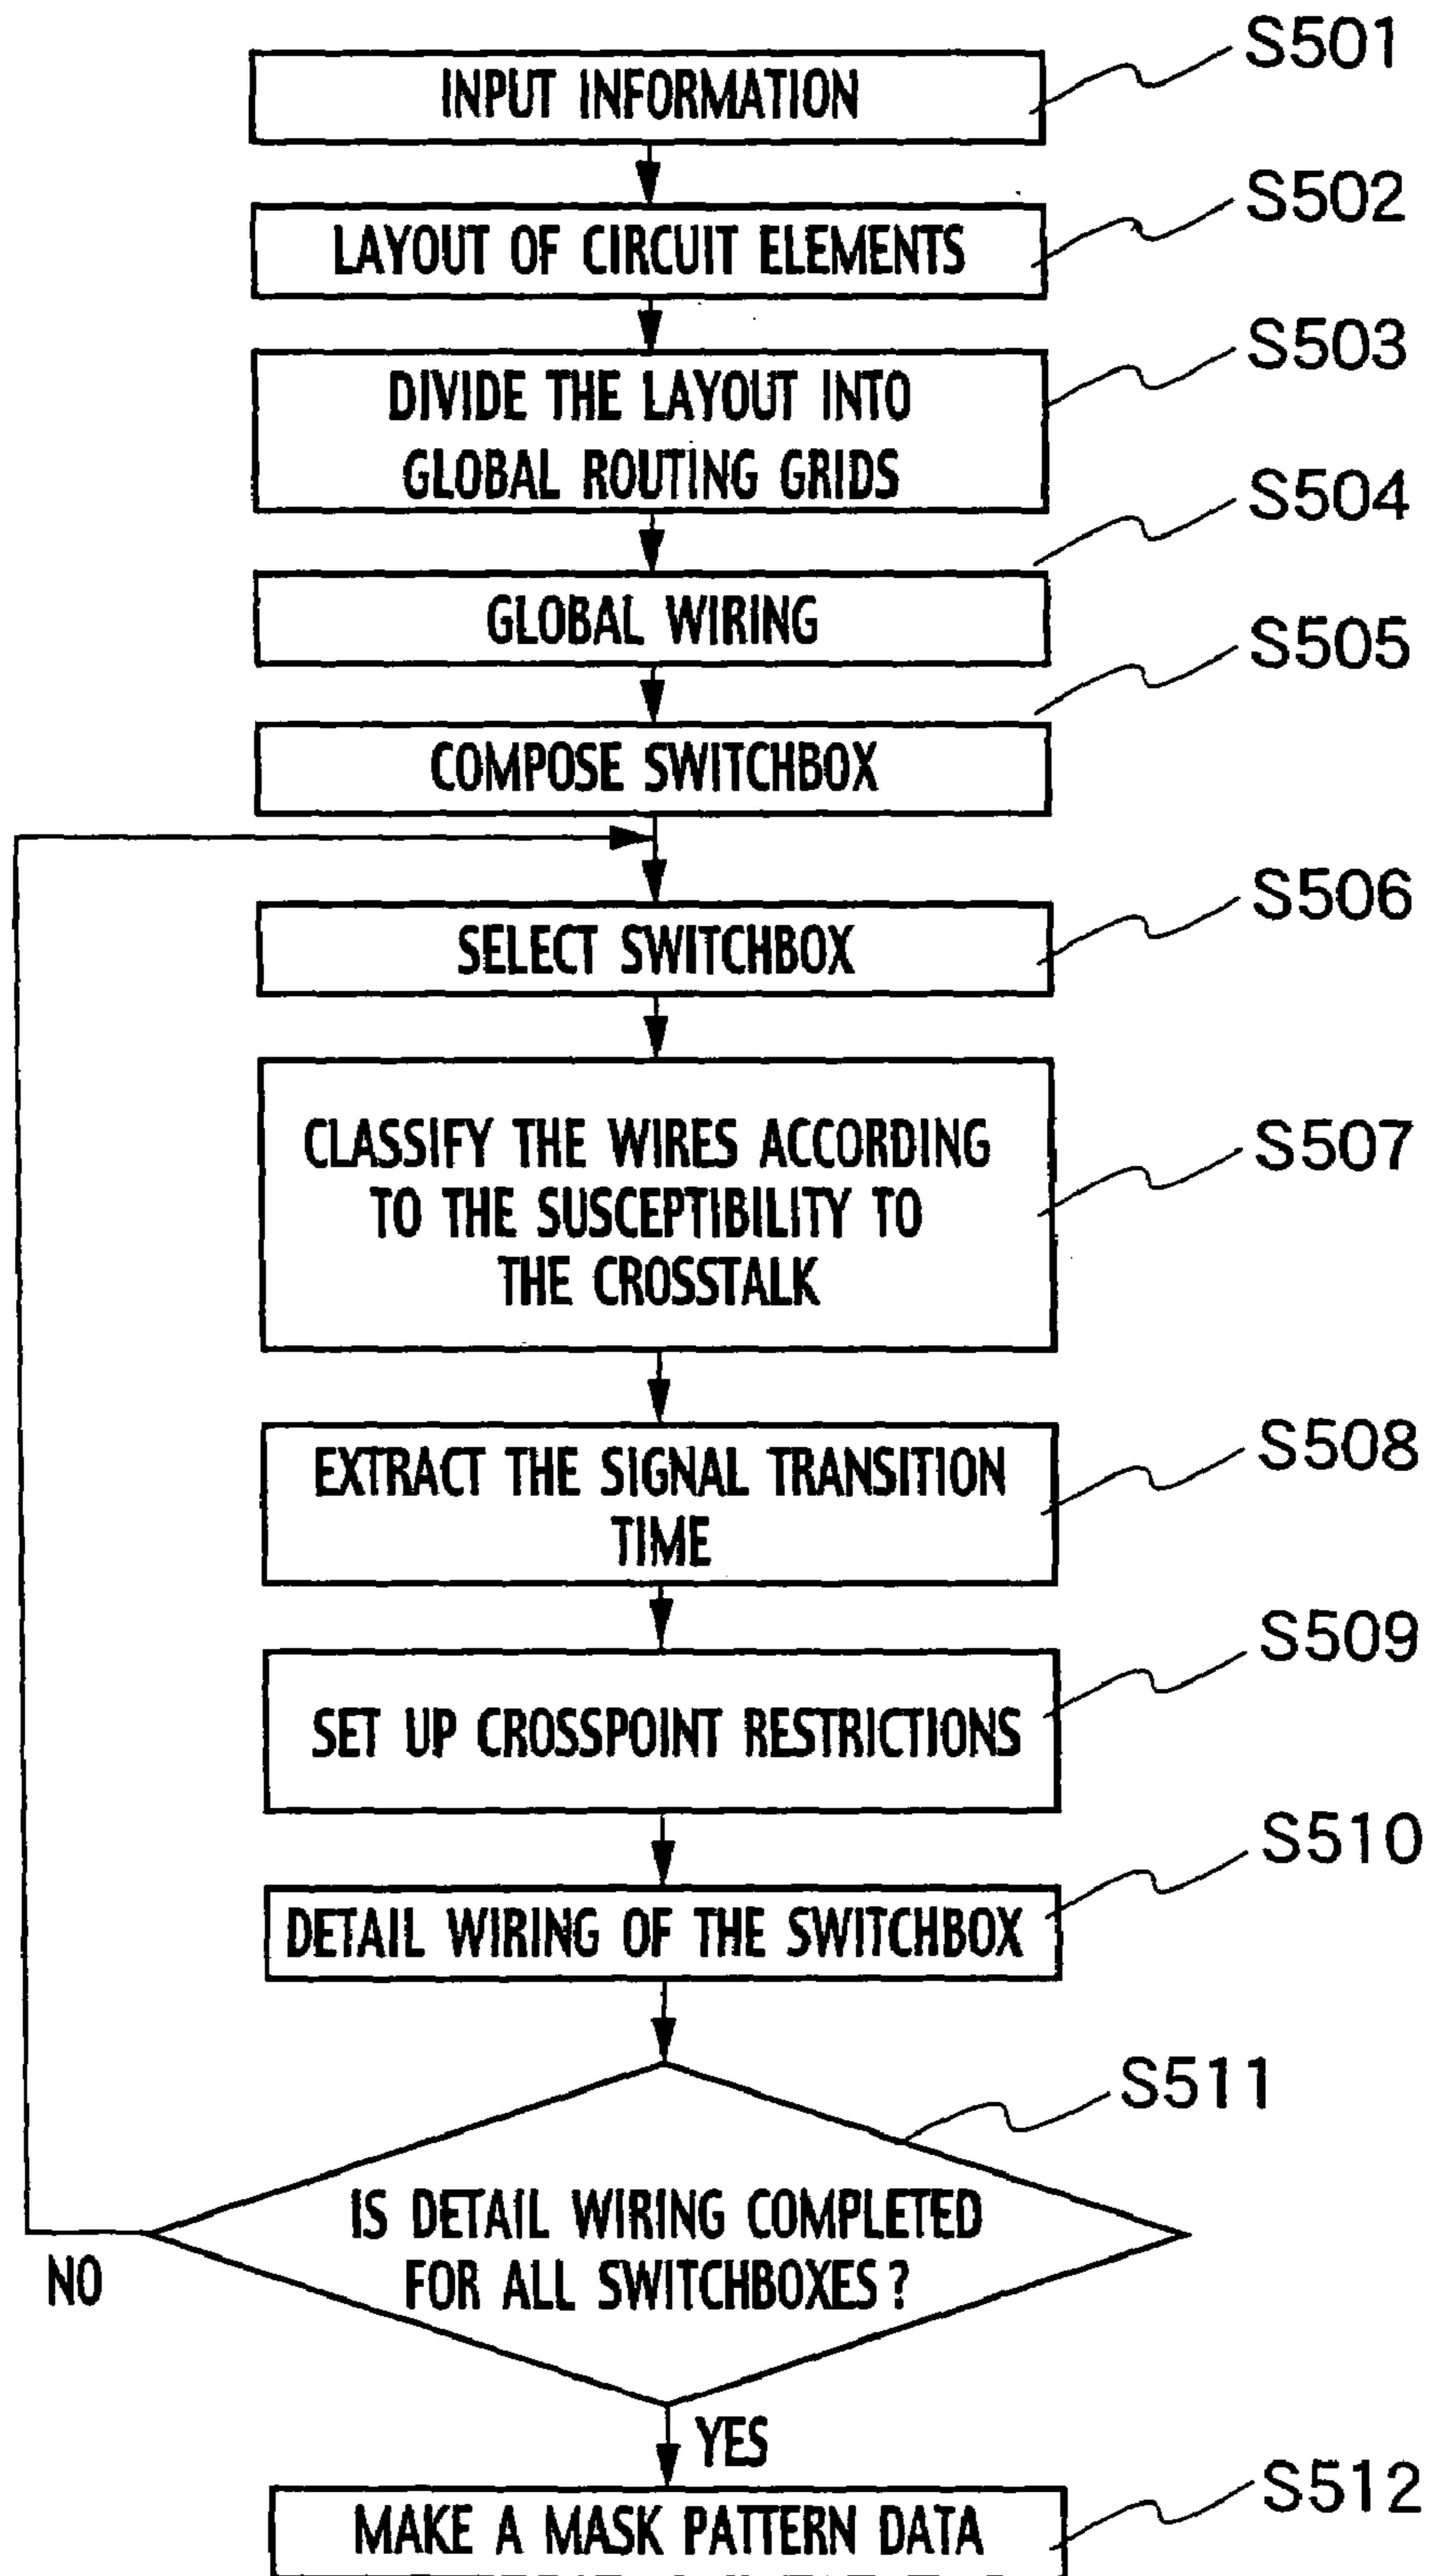 S501
INPUT INFORMATION
S502
LAYOUT OF CIRCUIT ELEMENTS
S503
DIVIDE THE LAYOUT INTO
GLOBAL ROUTING GRIDS
S504
GLOBAL WIRING
S505
COMPOSE SWITCHBOX
S506
SELECT SWITCHBOX
S507
CLASSIFY THE WIRES ACCORDING
TO THE SUSCEPTIBILITY TO
THE CROSSTALK
S508
EXTRACT THE SIGNAL TRANSITION
TIME
S509
SET UP CROSSPOINT RESTRICTIONS
S510
DETAIL WIRING OF THE SWITCHBOX
S511
IS DETAIL WIRING COMPLETED
FOR ALL SWITCHBOXES?
NO
YES
S512
MAKE A MASK PATTERN DATA